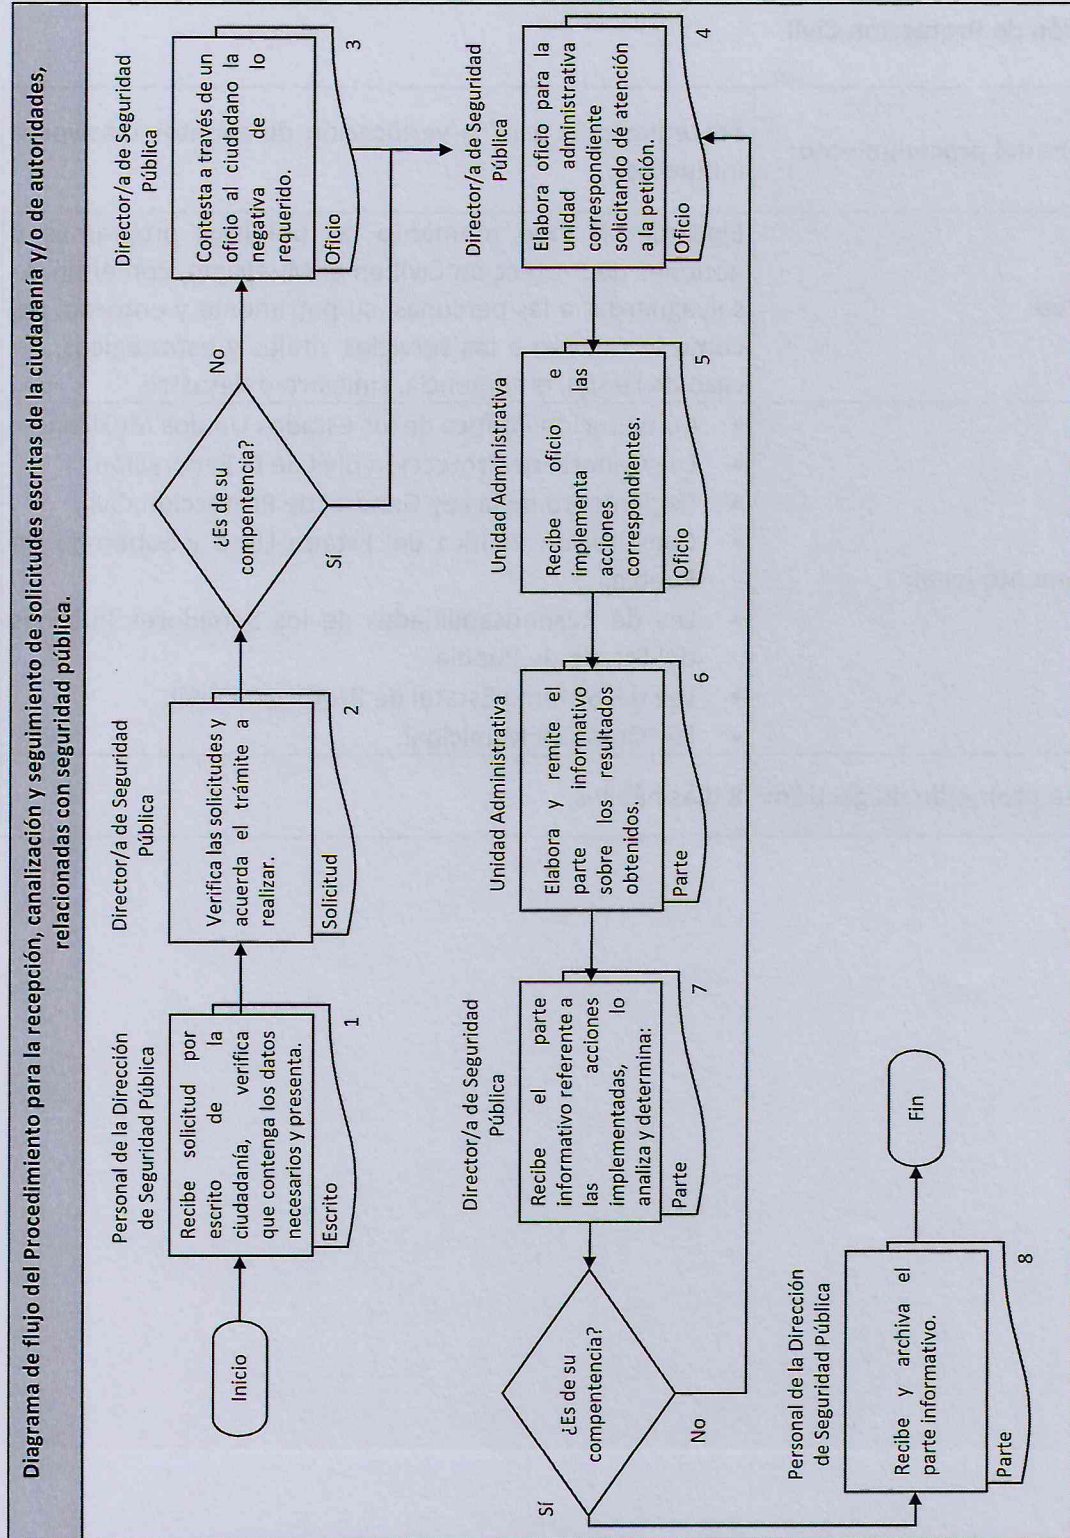 Diagrama de flujo del Procedimiento para la recepción, canalización y seguimiento de solicitudes escritas de la ciudadanía y/o de autoridades,
relacionadas con seguridad pública.
Inicio
Personal de la Dirección
de Seguridad Pública
Recibe solicitud por
escrito de la
ciudadanía, verifica
que contenga los datos
necesarios y presenta.
Escrito
1
Director/a de Seguridad
Pública
Verifica las solicitudes y
acuerda el trámite a
realizar.
Solicitud
2
¿Es de su
compentencia?
No
Sí
Director/a de Seguridad
Pública
Contesta a través de un
oficio al ciudadano la
negativa de lo
requerido.
Oficio
3
Director/a de Seguridad
Pública
Elabora oficio para la
unidad administrativa
correspondiente
solicitando de atención
a la petición.
Oficio
4
Unidad Administrativa
Recibe oficio e
implementa las
acciones
correspondientes.
Oficio
5
Unidad Administrativa
Elabora y remite el
parte informativo
sobre los resultados
obtenidos.
Parte
6
Director/a de Seguridad
Pública
Recibe el parte
informativo referente a
las acciones
implementadas, lo
analiza y determina:
Parte
7
¿Es de su
compentencia?
Sí
No
Personal de la Dirección
de Seguridad Pública
Recibe y archiva el
parte informativo.
Parte
8
Fin